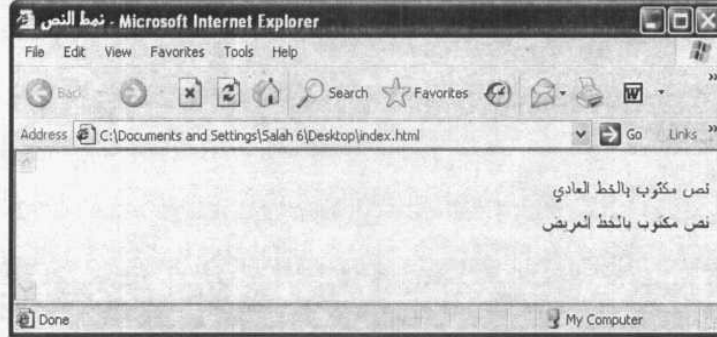 نمط النص - Microsoft Internet Explorer
File Edit View Favorites Tools Help
Back Search Favorites W »
Address C:\Documents and Settings\Salah 6\Desktop\index.html Go Links »
نص مكتوب بالخط العادي
نص مكتوب بالخط العريض
Done My Computer